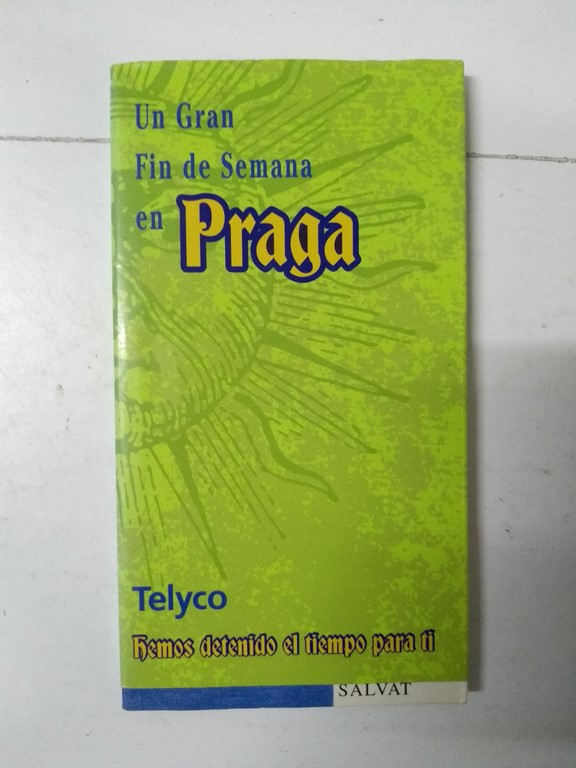 Un Gran
Fin de Semana
en Praga
Telyco
Hemos detenido el tiempo para ti
SALVAT